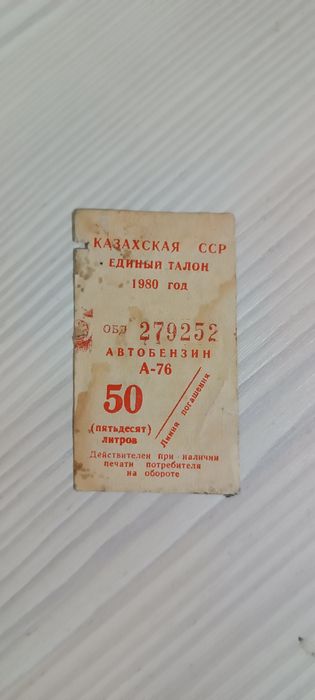 КАЗАХСКАЯ ССР
ЕДИНЫЙ ТАЛОН
1980 год
ОБЭ 279252
АВТОБЕНЗИН
А-76
50
(пятьдесят)
литров
Линия погашения
Действителен при наличии
печати потребителя
на обороте